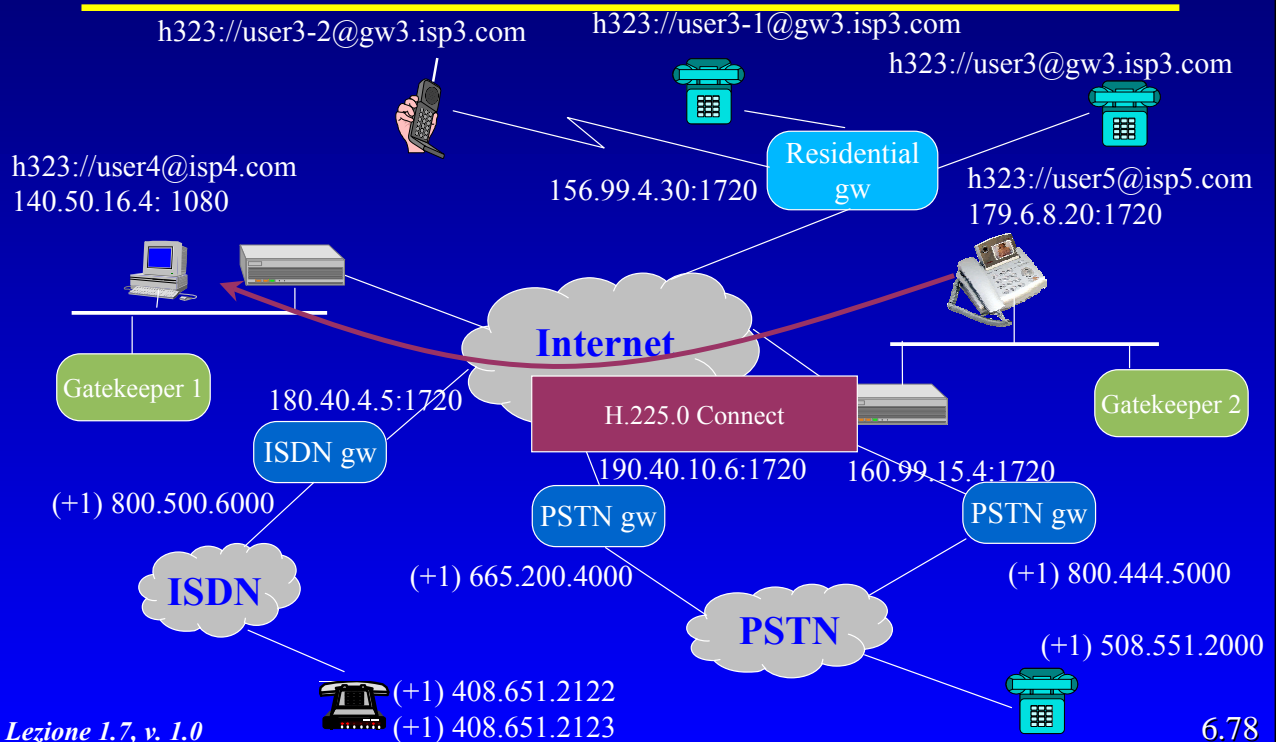 h323://user3-2@gw3.isp3.com
h323://user3-1@gw3.isp3.com
h323://user3@gw3.isp3.com
h323://user4@isp4.com
140.50.16.4: 1080
156.99.4.30:1720
Residential
gw
h323://user5@isp5.com
179.6.8.20:1720
Internet
Gatekeeper 1
180.40.4.5:1720
H.225.0 Connect
Gatekeeper 2
ISDN gw
190.40.10.6:1720
160.99.15.4:1720
(+1) 800.500.6000
PSTN gw
PSTN gw
(+1) 665.200.4000
(+1) 800.444.5000
ISDN
PSTN
(+1) 508.551.2000
(+1) 408.651.2122
(+1) 408.651.2123
Lezione 1.7, v. 1.0
6.78